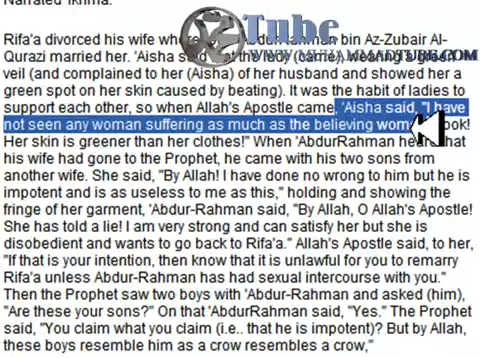 Narrated 'Ikrima:
Rifa'a divorced his wife Abdur-Rahman bin Az-Zubair Al-
Qurazi married her. 'Aisha said that the lady (came), wearing a green
veil (and complained to her (Aisha) of her husband and showed her a
green spot on her skin caused by beating). It was the habit of ladies to
support each other, so when Allah's Apostle came, 'Aisha said, "I have
not seen any woman suffering as much as the believing
Her skin is greener than her clothes!" When 'AbdurRahman heard that
his wife had gone to the Prophet, he came with his two sons from
another wife. She said, "By Allah! I have done no wrong to him but he is
impotent and is as useless to me as this," holding and showing the
fringe of her garment, 'Abdur-Rahman said, "By Allah, O Allah's Apostle!
She has told a lie! I am very strong and can satisfy her but she is
disobedient and wants to go back to Rifa'a." Allah's Apostle said, to her,
"If that is your intention, then know that it is unlawful for you to remarry
Rifa'a unless Abdur-Rahman has had sexual intercourse with you."
Then the Prophet saw two boys with 'Abdur-Rahman and asked (him),
"Are these your sons?" On that 'AbdurRahman said, "Yes." The Prophet
said, "You claim what you claim (i.e.. that he is impotent)? But by Allah,
these boys resemble him as a crow resembles a crow,"
Tube